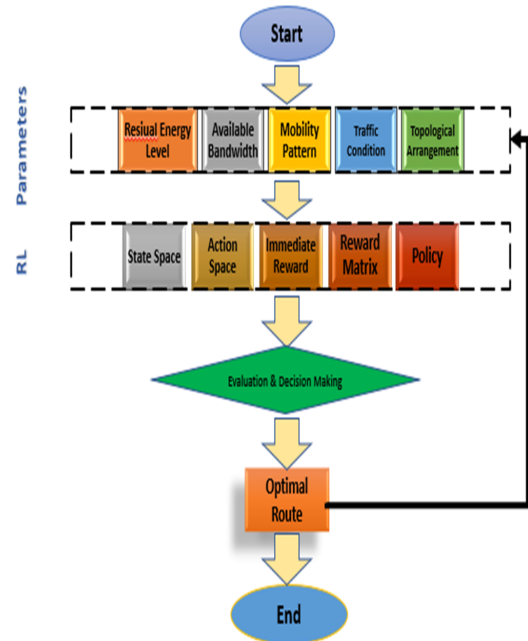 Start
Parameters
Resiual Energy
Level
Available
Bandwidth
Mobility
Pattern
Traffic
Condition
Topological
Arrangement
RL
State Space
Action
Space
Immediate
Reward
Reward
Matrix
Policy
Evaluation & Decision Making
Optimal
Route
End